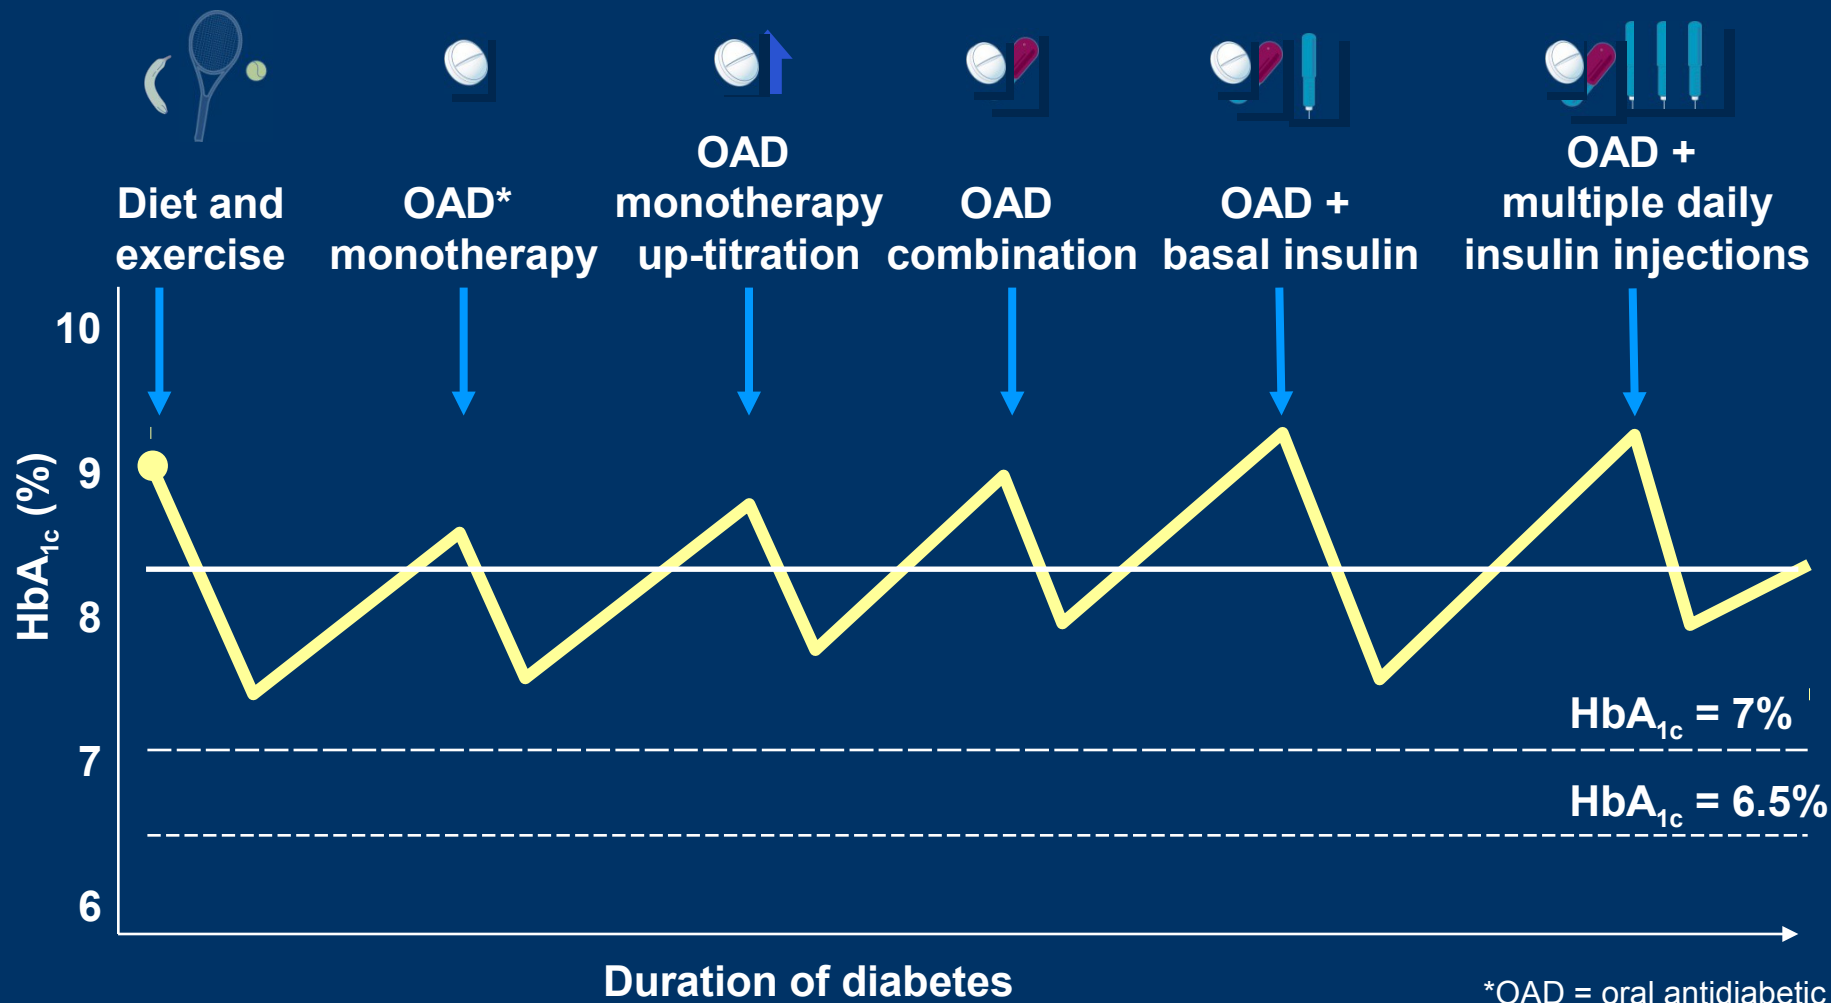 Diet and
exercise
OAD*
monotherapy
OAD
monotherapy
up-titration
OAD
combination
OAD +
basal insulin
OAD +
multiple daily
insulin injections
HbA1c (%)
10
9
8
7
6
HbA1c = 7%
HbA1c = 6.5%
Duration of diabetes
*OAD = oral antidiabetic